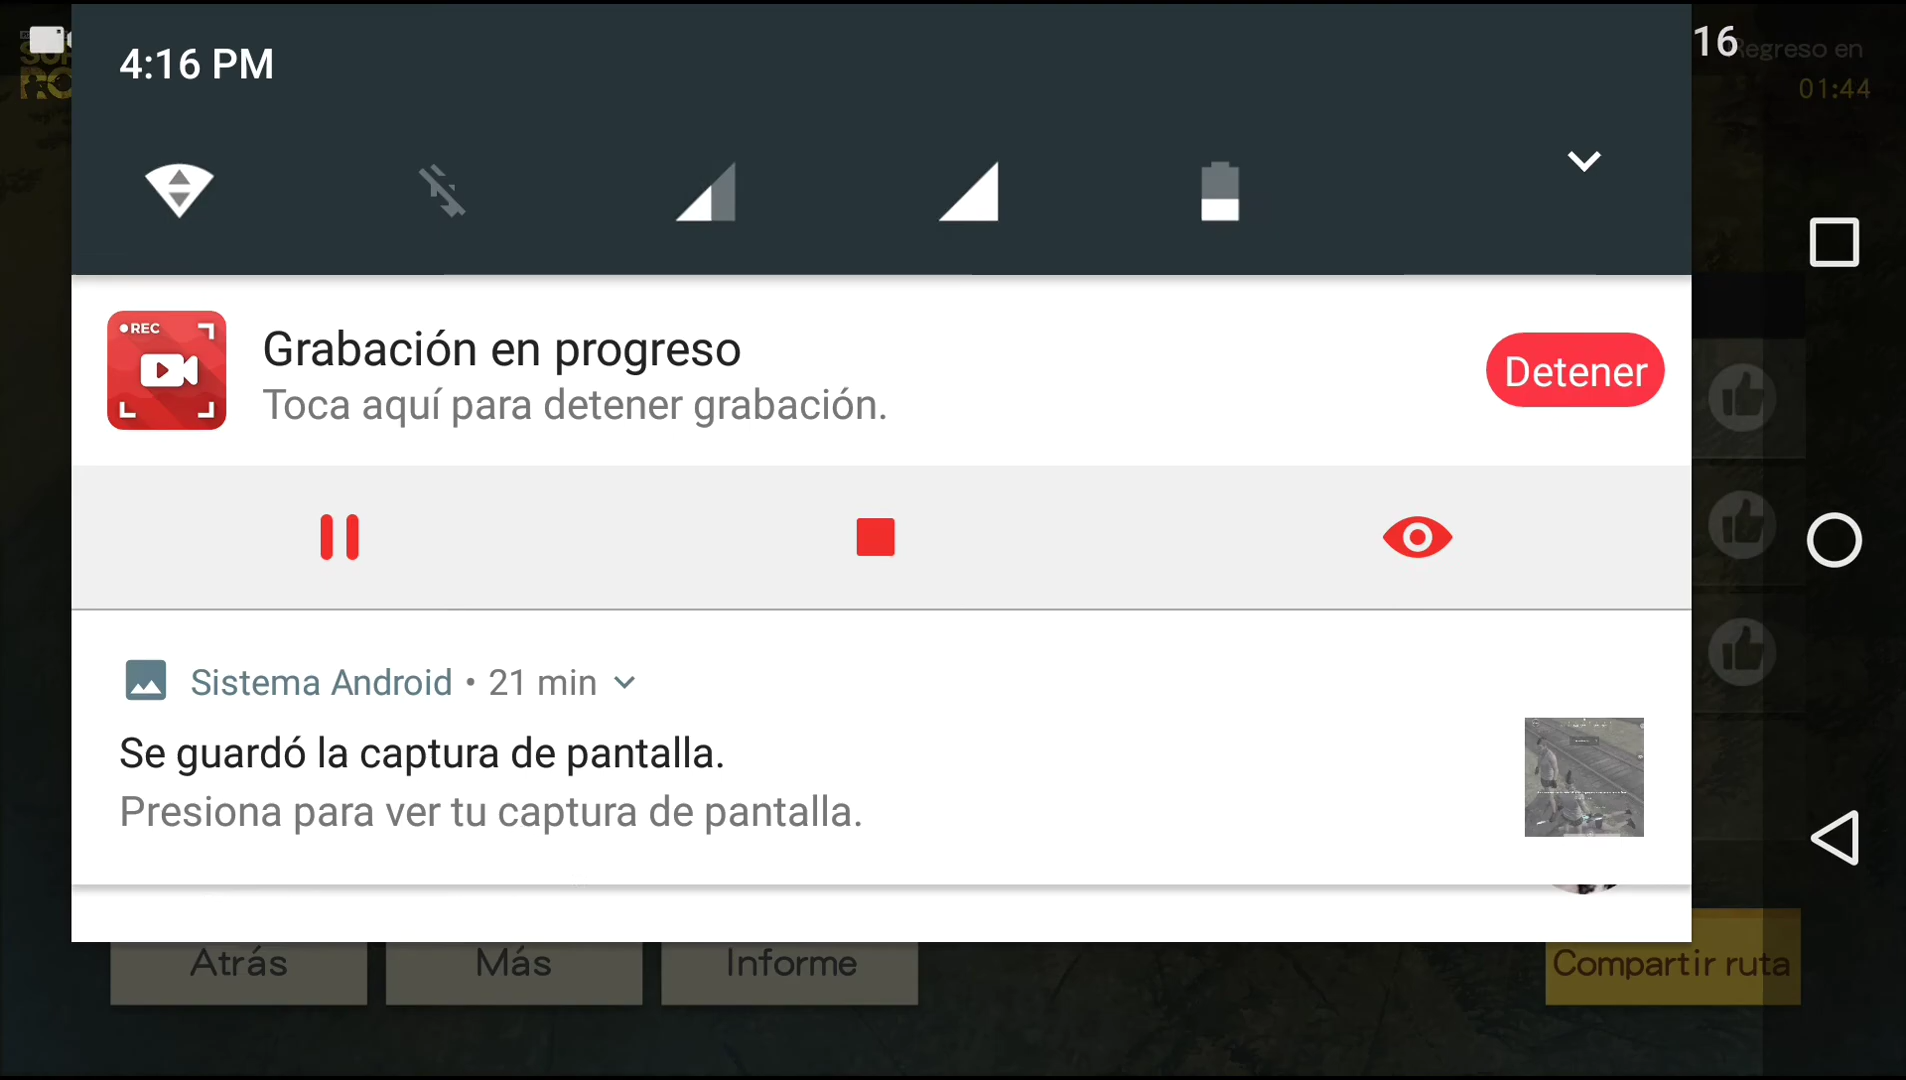 16
4:16 PM
Regreso en
01:44
REC
Grabación en progreso
Toca aquí para detener grabación.
Detener
Sistema Android • 21 min
Se guardó la captura de pantalla.
Presiona para ver tu captura de pantalla.
Atrás
Más
Informe
Compartir ruta